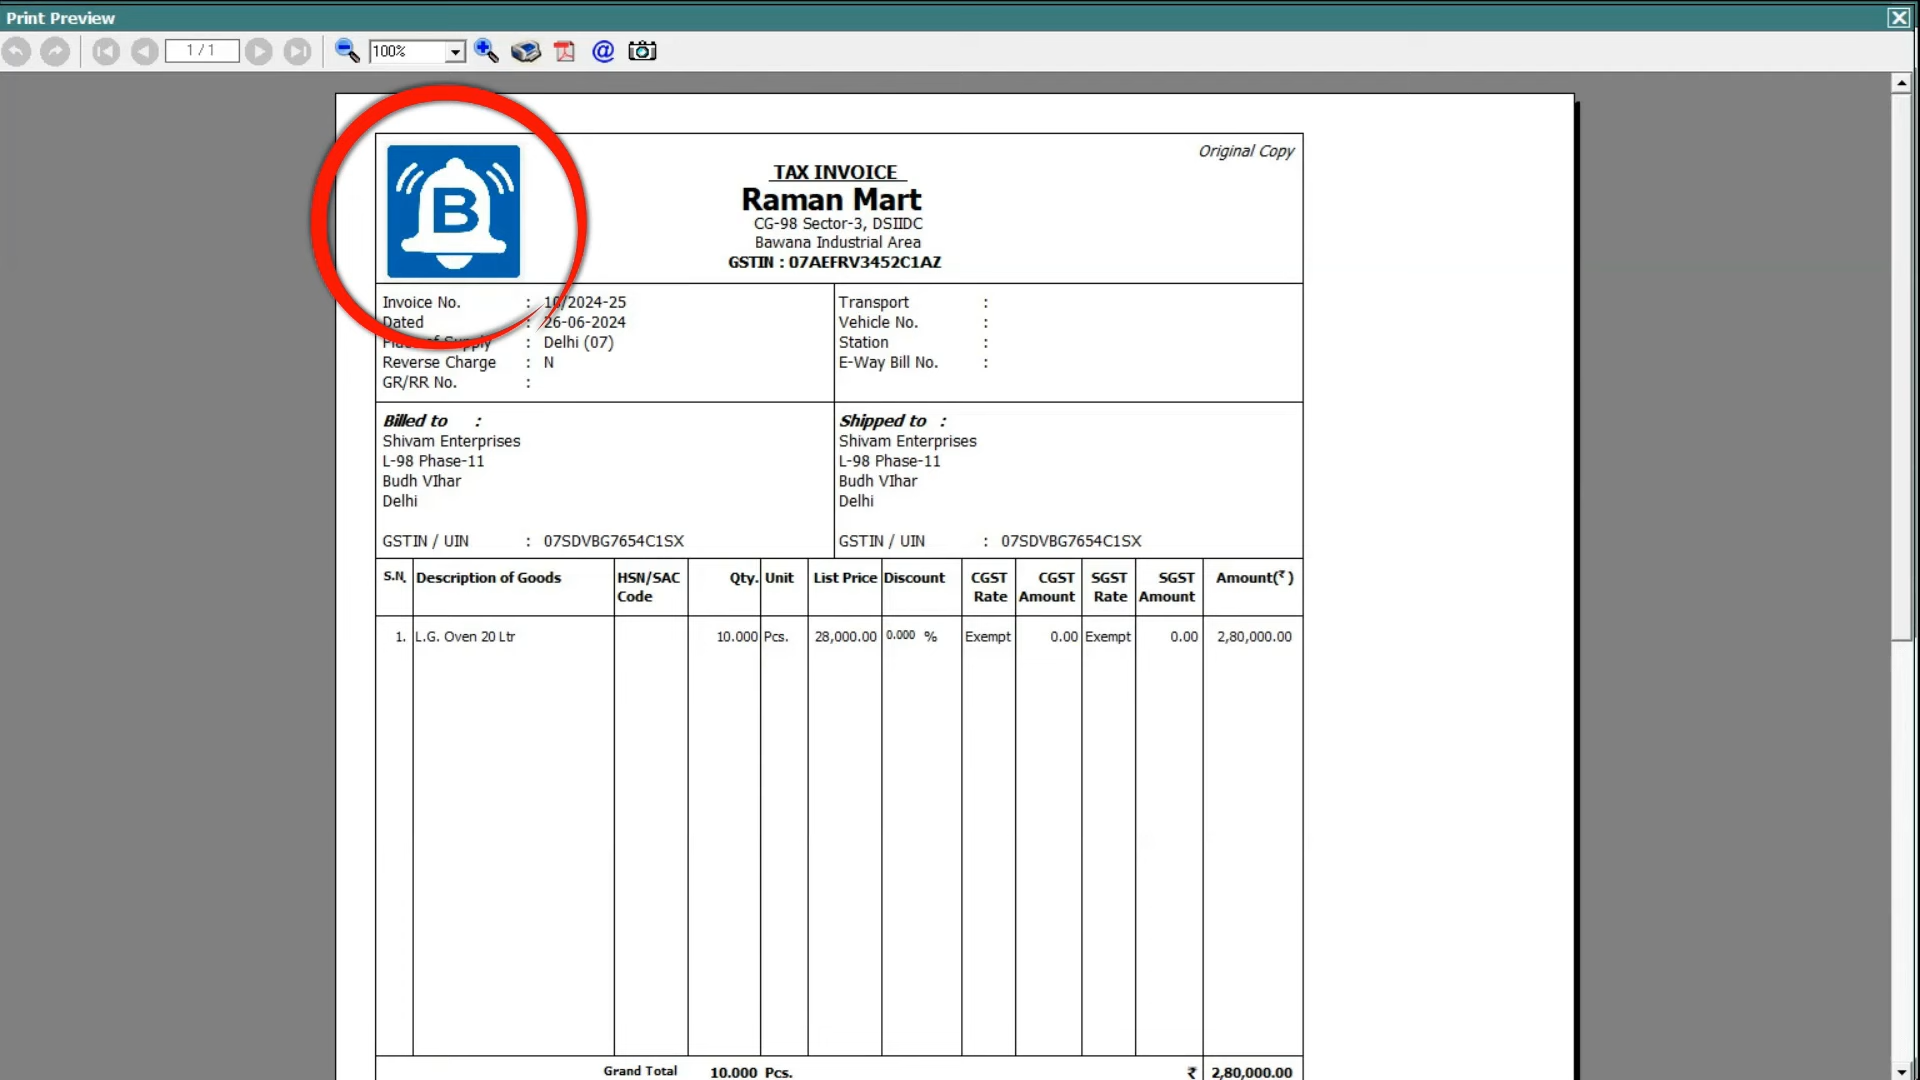 Print Preview
1 / 1
100%
B
Original Copy
TAX INVOICE
Raman Mart
CG-98 Sector-3, DSIIDC
Bawana Industrial Area
GSTIN : 07AEFRV3452C1AZ
Invoice No. : 10/2024-25
Dated : 26-06-2024
Place of Supply : Delhi (07)
Reverse Charge : N
GR/RR No. :
Transport :
Vehicle No. :
Station :
E-Way Bill No. :
Billed to :
Shivam Enterprises
L-98 Phase-11
Budh VIhar
Delhi
GSTIN / UIN : 07SDVBG7654C1SX
Shipped to :
Shivam Enterprises
L-98 Phase-11
Budh VIhar
Delhi
GSTIN / UIN : 07SDVBG7654C1SX
S.N. Description of Goods HSN/SAC Code Qty. Unit List Price Discount CGST Rate CGST Amount SGST Rate SGST Amount Amount(₹)
1. L.G. Oven 20 Ltr 10.000 Pcs. 28,000.00 0.000 % Exempt 0.00 Exempt 0.00 2,80,000.00
Grand Total 10.000 Pcs. ₹ 2,80,000.00